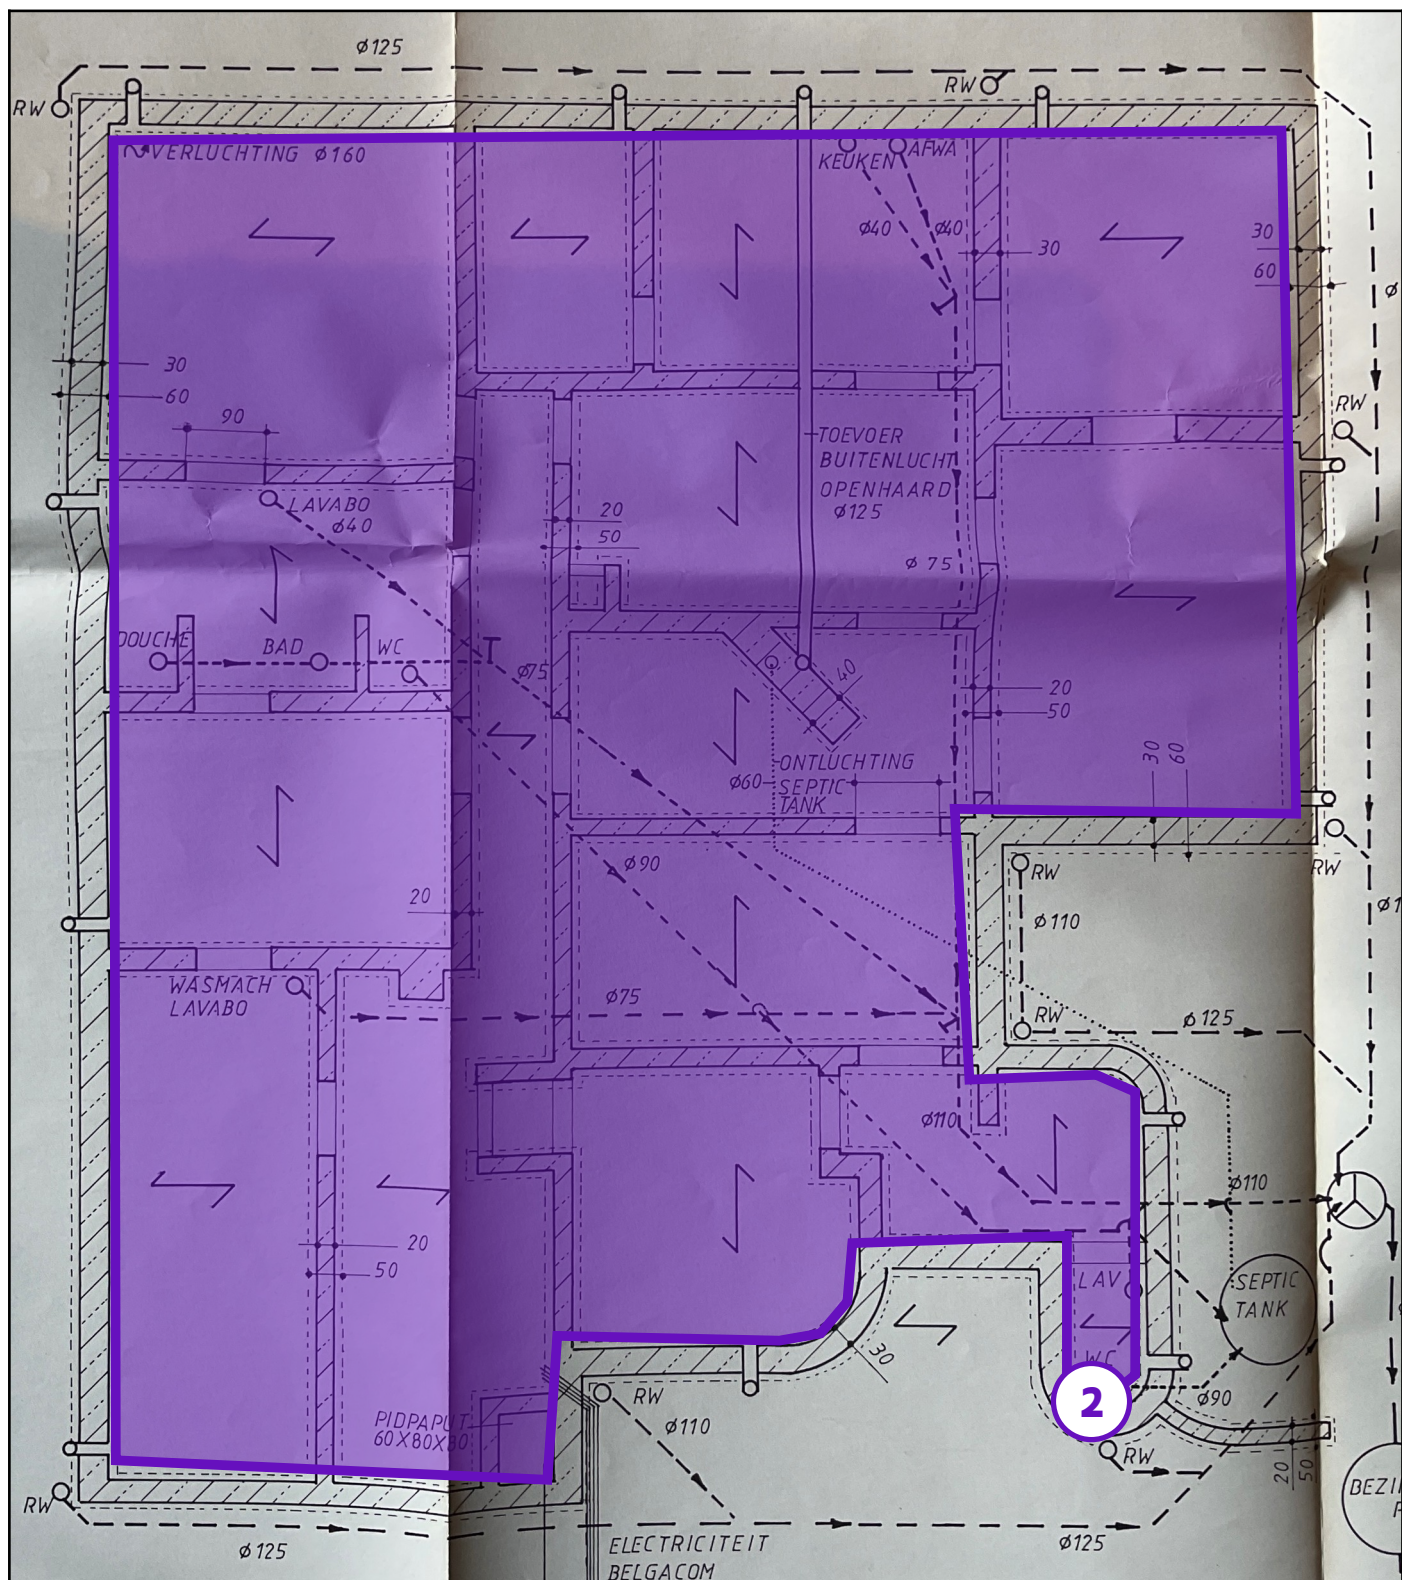 Ø125
RW
RW
VERLUCHTING Ø160
KEUKEN
AFWA
Ø40
Ø40
30
30
60
30
60
90
RW
TOEVOER
BUITENLUCHT
OPENHAARD
Ø125
LAVABO
Ø40
20
50
Ø 75
DOUCHE
BAD
WC
Ø75
40
20
50
ONTLUCHTING
SEPTIC
TANK
Ø60
30
60
Ø90
20
RW
RW
Ø110
WASMACH
LAVABO
Ø75
RW
Ø125
Ø110
Ø110
20
50
LAV
SEPTIC
TANK
WC
30
2
Ø90
PIDPAPUT
60X80X80
RW
Ø110
RW
20
50
RW
Ø125
ELECTRICITEIT
BELGACOM
Ø125